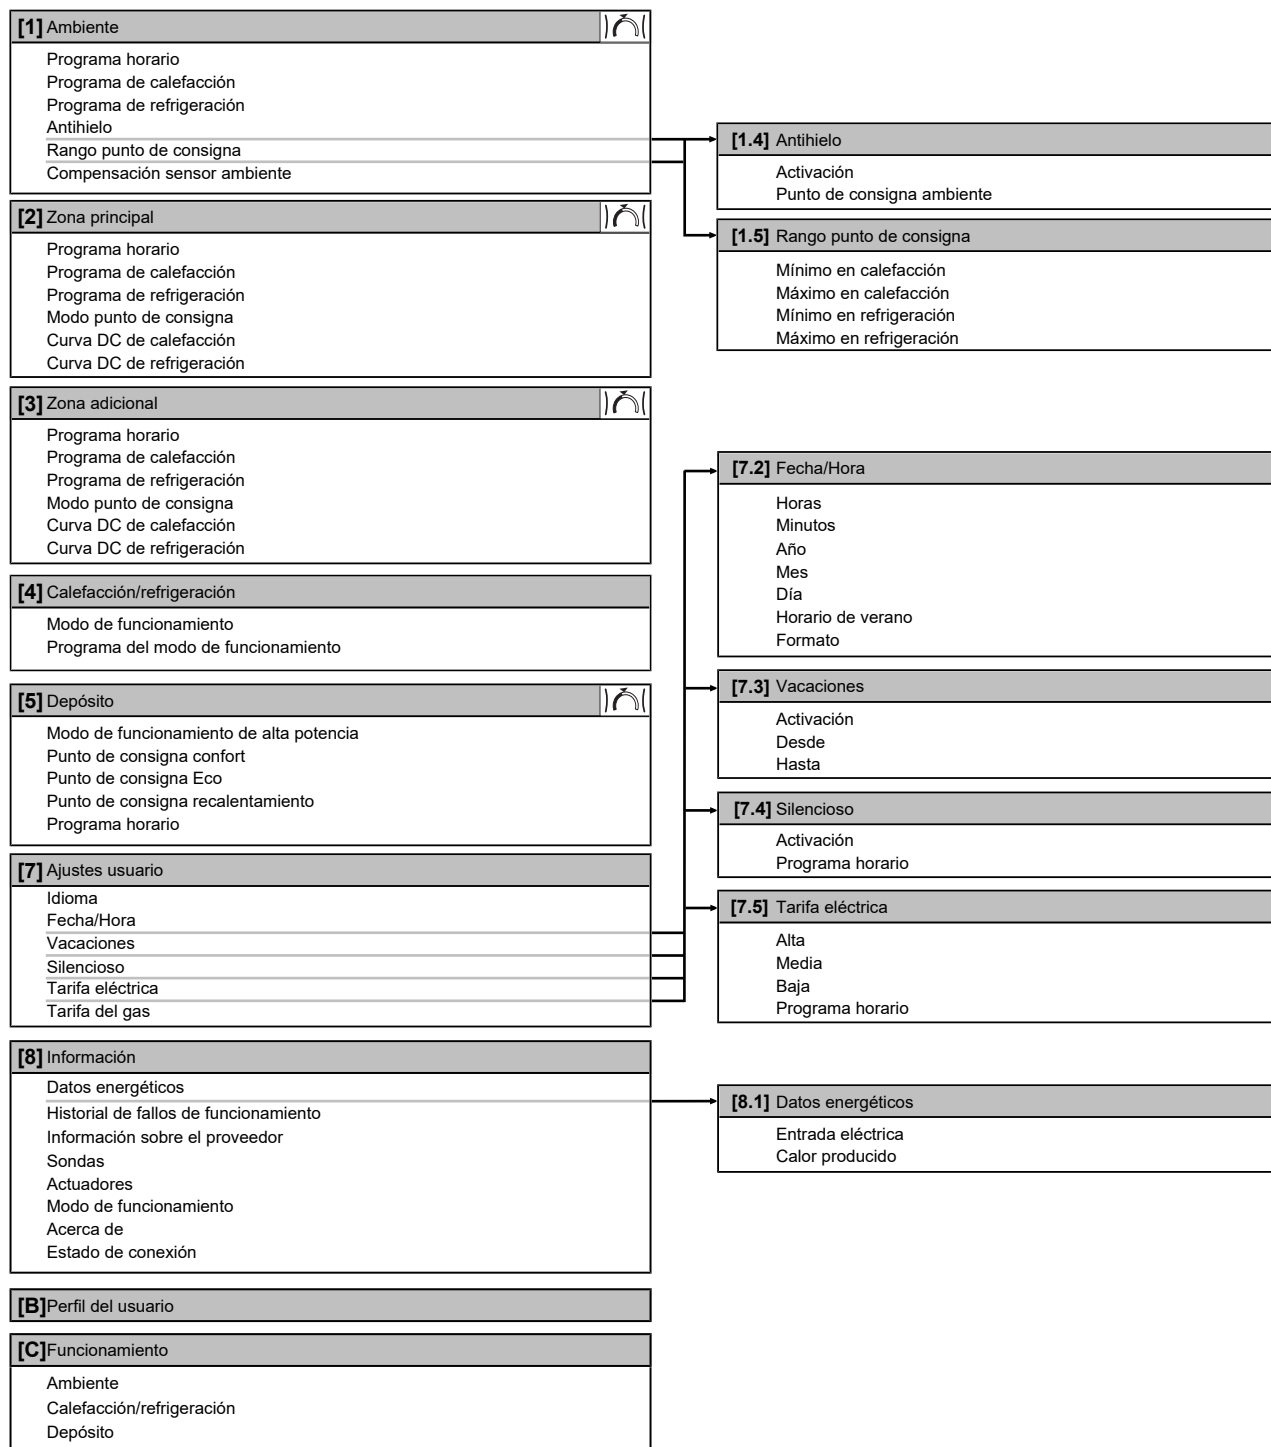 [1] Ambiente
Programa horario
Programa de calefacción
Programa de refrigeración
Antihielo
Rango punto de consigna
Compensación sensor ambiente
[2] Zona principal
Programa horario
Programa de calefacción
Programa de refrigeración
Modo punto de consigna
Curva DC de calefacción
Curva DC de refrigeración
[3] Zona adicional
Programa horario
Programa de calefacción
Programa de refrigeración
Modo punto de consigna
Curva DC de calefacción
Curva DC de refrigeración
[4] Calefacción/refrigeración
Modo de funcionamiento
Programa del modo de funcionamiento
[5] Depósito
Modo de funcionamiento de alta potencia
Punto de consigna confort
Punto de consigna Eco
Punto de consigna recalentamiento
Programa horario
[7] Ajustes usuario
Idioma
Fecha/Hora
Vacaciones
Silencioso
Tarifa eléctrica
Tarifa del gas
[8] Información
Datos energéticos
Historial de fallos de funcionamiento
Información sobre el proveedor
Sondas
Actuadores
Modo de funcionamiento
Acerca de
Estado de conexión
[B] Perfil del usuario
[C] Funcionamiento
Ambiente
Calefacción/refrigeración
Depósito
[1.4] Antihielo
Activación
Punto de consigna ambiente
[1.5] Rango punto de consigna
Mínimo en calefacción
Máximo en calefacción
Mínimo en refrigeración
Máximo en refrigeración
[7.2] Fecha/Hora
Horas
Minutos
Año
Mes
Día
Horario de verano
Formato
[7.3] Vacaciones
Activación
Desde
Hasta
[7.4] Silencioso
Activación
Programa horario
[7.5] Tarifa eléctrica
Alta
Media
Baja
Programa horario
[8.1] Datos energéticos
Entrada eléctrica
Calor producido